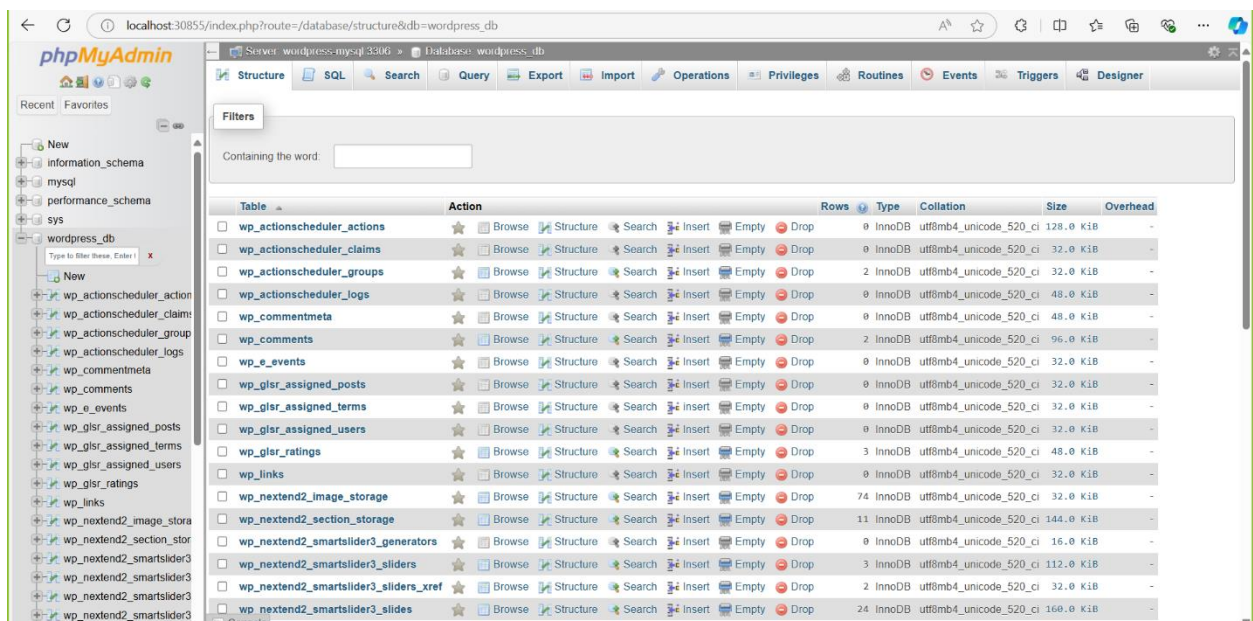 localhost:30855/index.php?route=/database/structure&db=wordpress_db
phpMyAdmin
Recent Favorites
New
information_schema
mysql
performance_schema
sys
wordpress_db
Type to filter these, Enter X
New
wp_actionscheduler_action
wp_actionscheduler_claims
wp_actionscheduler_group
wp_actionscheduler_logs
wp_commentmeta
wp_comments
wp_e_events
wp_glsr_assigned_posts
wp_glsr_assigned_terms
wp_glsr_assigned_users
wp_glsr_ratings
wp_links
wp_nextend2_image_stora
wp_nextend2_section_stor
wp_nextend2_smartslider3
wp_nextend2_smartslider3
wp_nextend2_smartslider3
wp_nextend2_smartslider3
Server: wordpress-mysql:3306 » Database: wordpress_db
Structure SQL Search Query Export Import Operations Privileges Routines Events Triggers Designer
Filters
Containing the word:
Table Action Rows Type Collation Size Overhead
wp_actionscheduler_actions Browse Structure Search Insert Empty Drop 0 InnoDB utf8mb4_unicode_520_ci 128.0 KiB -
wp_actionscheduler_claims Browse Structure Search Insert Empty Drop 0 InnoDB utf8mb4_unicode_520_ci 32.0 KiB -
wp_actionscheduler_groups Browse Structure Search Insert Empty Drop 2 InnoDB utf8mb4_unicode_520_ci 32.0 KiB -
wp_actionscheduler_logs Browse Structure Search Insert Empty Drop 0 InnoDB utf8mb4_unicode_520_ci 48.0 KiB -
wp_commentmeta Browse Structure Search Insert Empty Drop 0 InnoDB utf8mb4_unicode_520_ci 48.0 KiB -
wp_comments Browse Structure Search Insert Empty Drop 2 InnoDB utf8mb4_unicode_520_ci 96.0 KiB -
wp_e_events Browse Structure Search Insert Empty Drop 0 InnoDB utf8mb4_unicode_520_ci 32.0 KiB -
wp_glsr_assigned_posts Browse Structure Search Insert Empty Drop 0 InnoDB utf8mb4_unicode_520_ci 32.0 KiB -
wp_glsr_assigned_terms Browse Structure Search Insert Empty Drop 0 InnoDB utf8mb4_unicode_520_ci 32.0 KiB -
wp_glsr_assigned_users Browse Structure Search Insert Empty Drop 0 InnoDB utf8mb4_unicode_520_ci 32.0 KiB -
wp_glsr_ratings Browse Structure Search Insert Empty Drop 3 InnoDB utf8mb4_unicode_520_ci 48.0 KiB -
wp_links Browse Structure Search Insert Empty Drop 0 InnoDB utf8mb4_unicode_520_ci 32.0 KiB -
wp_nextend2_image_storage Browse Structure Search Insert Empty Drop 74 InnoDB utf8mb4_unicode_520_ci 32.0 KiB -
wp_nextend2_section_storage Browse Structure Search Insert Empty Drop 11 InnoDB utf8mb4_unicode_520_ci 144.0 KiB -
wp_nextend2_smartslider3_generators Browse Structure Search Insert Empty Drop 0 InnoDB utf8mb4_unicode_520_ci 16.0 KiB -
wp_nextend2_smartslider3_sliders Browse Structure Search Insert Empty Drop 3 InnoDB utf8mb4_unicode_520_ci 112.0 KiB -
wp_nextend2_smartslider3_sliders_xref Browse Structure Search Insert Empty Drop 2 InnoDB utf8mb4_unicode_520_ci 32.0 KiB -
wp_nextend2_smartslider3_slides Browse Structure Search Insert Empty Drop 24 InnoDB utf8mb4_unicode_520_ci 160.0 KiB -